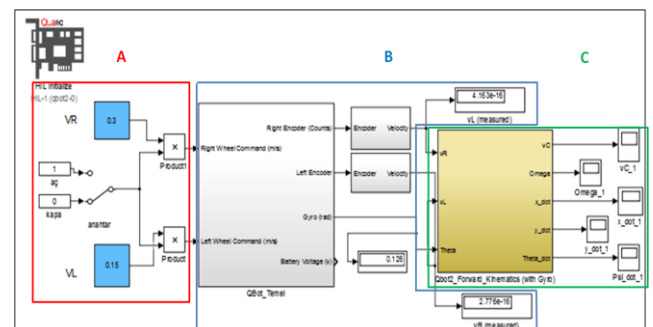 Quarc
A
B
C
HIL Initialize
HIL-1 (qbot2-0)
VR
0.3
×
Product1
1
aç
0
kapa
anahtar
VL
0.15
×
Product
Right Wheel Command (m/s)
Left Wheel Command (m/s)
Right Encoder (Counts)
Left Encoder
Gyro (rad)
Battery Voltage (v)
QBot_Temel
Encoder Velocity
Encoder Velocity
4.163e-16
vL (measured)
0.126
2.776e-16
vR (measured)
vR
vL
Theta
vC
Omega
x_dot
y_dot
Theta_dot
Qbot2_Forward_Kinematics (with Gyro)
vC_1
Omega_1
x_dot_1
y_dot_1
Psi_dot_1